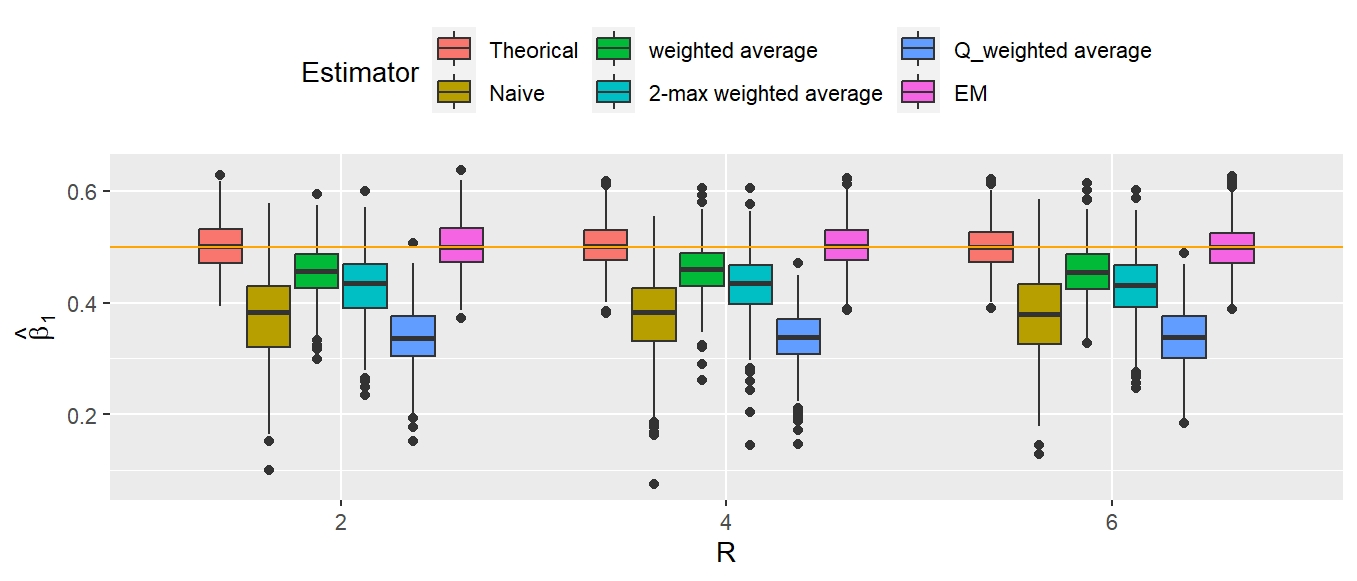 Estimator
Theorical
weighted average
Q_weighted average
Naive
2-max weighted average
EM
0.6
0.4
0.2
β̂₁
2
4
6
R